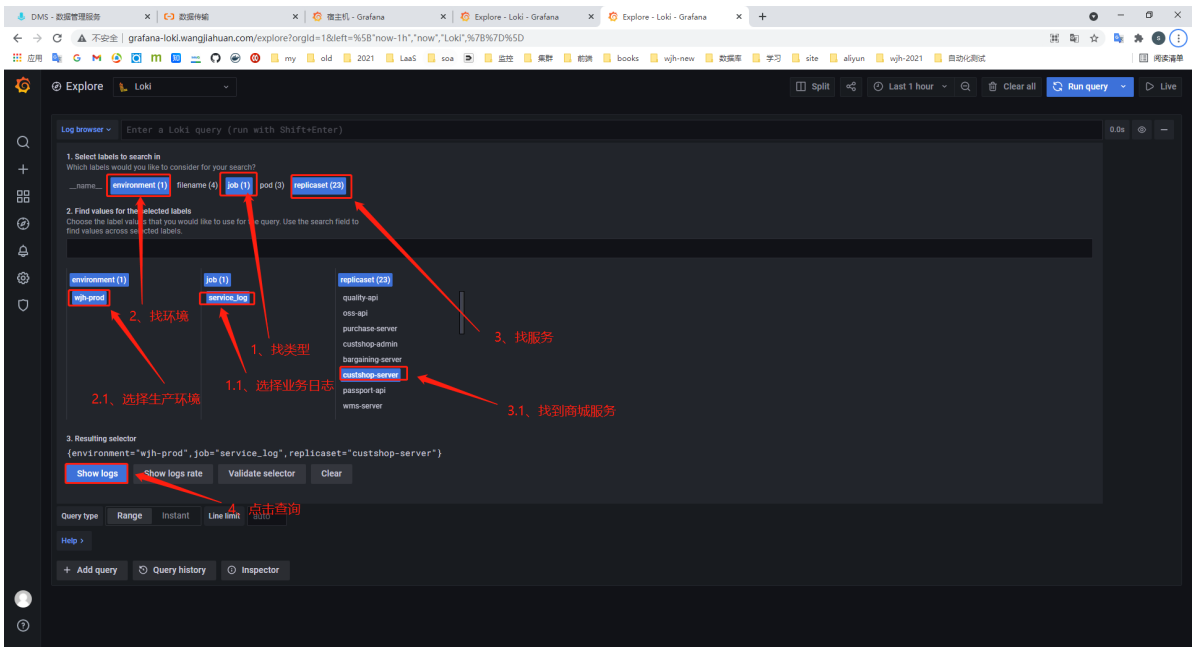 DMS - 数据管理服务
数据传输
宿主机 - Grafana
Explore - Loki - Grafana
Explore - Loki - Grafana
不安全 | grafana-loki.wangjiahuan.com/explore?orgId=1&left=%5B"now-1h","now","Loki",%7B%7D%5D
应用 my old 2021 LaaS soa 监控 集群 前端 books wjh-new 数据库 学习 site aliyun wjh-2021 自动化测试 阅读清单
Explore Loki Split Last 1 hour Clear all Run query Live
Log browser Enter a Loki query (run with Shift+Enter) 0.0s
1. Select labels to search in
Which labels would you like to consider for your search?
__name__ environment (1) filename (4) job (1) pod (3) replicaset (23)
2. Find values for the selected labels
Choose the label values that you would like to use for the query. Use the search field to
find values across selected labels.
environment (1) job (1) replicaset (23)
wjh-prod service_log quality-api
oss-api
2、找环境
purchase-server
3、找服务
custshop-admin
1、找类型
bargaining-server
custshop-server
1.1、选择业务日志
passport-api
2.1、选择生产环境
wms-server
3.1、找到商城服务
3. Resulting selector
{environment="wjh-prod",job="service_log",replicaset="custshop-server"}
Show logs Show logs rate Validate selector Clear
4、点击查询
Query type Range Instant Line limit auto
Help >
+ Add query Query history Inspector